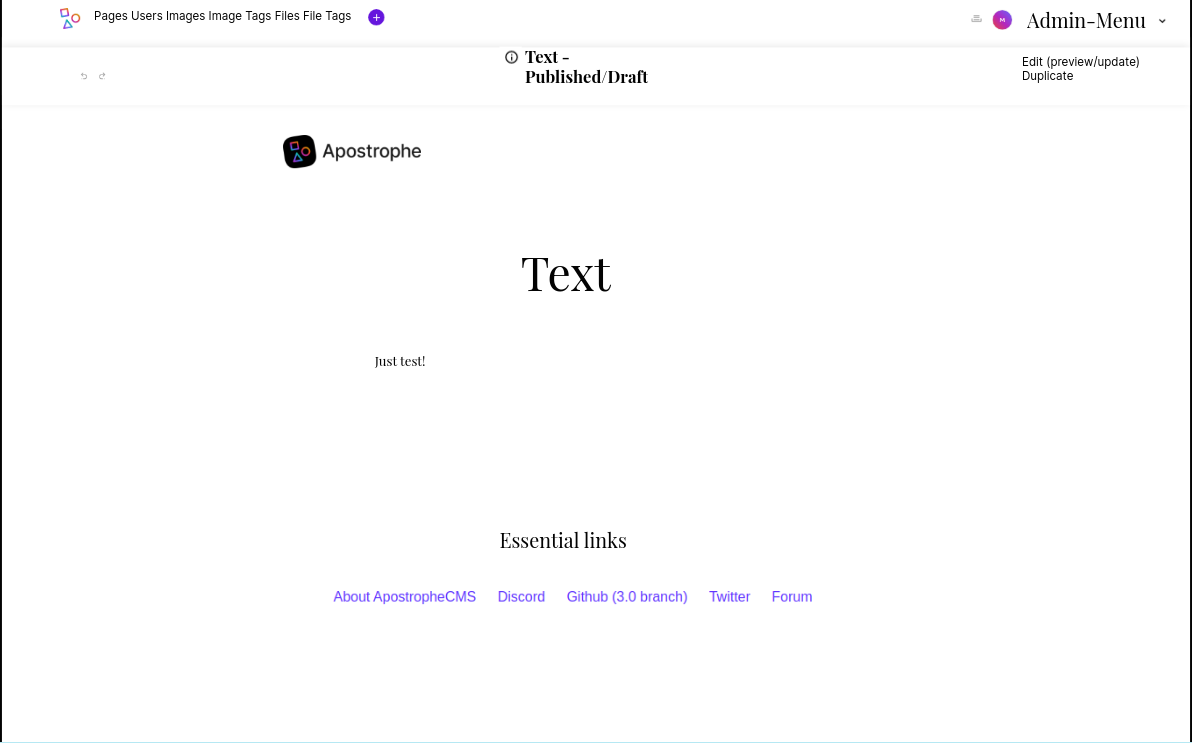 Pages Users Images Image Tags Files File Tags
M
Admin-Menu
Text -
Published/Draft
Edit (preview/update)
Duplicate
Apostrophe
Text
Just test!
Essential links
About ApostropheCMS Discord Github (3.0 branch) Twitter Forum